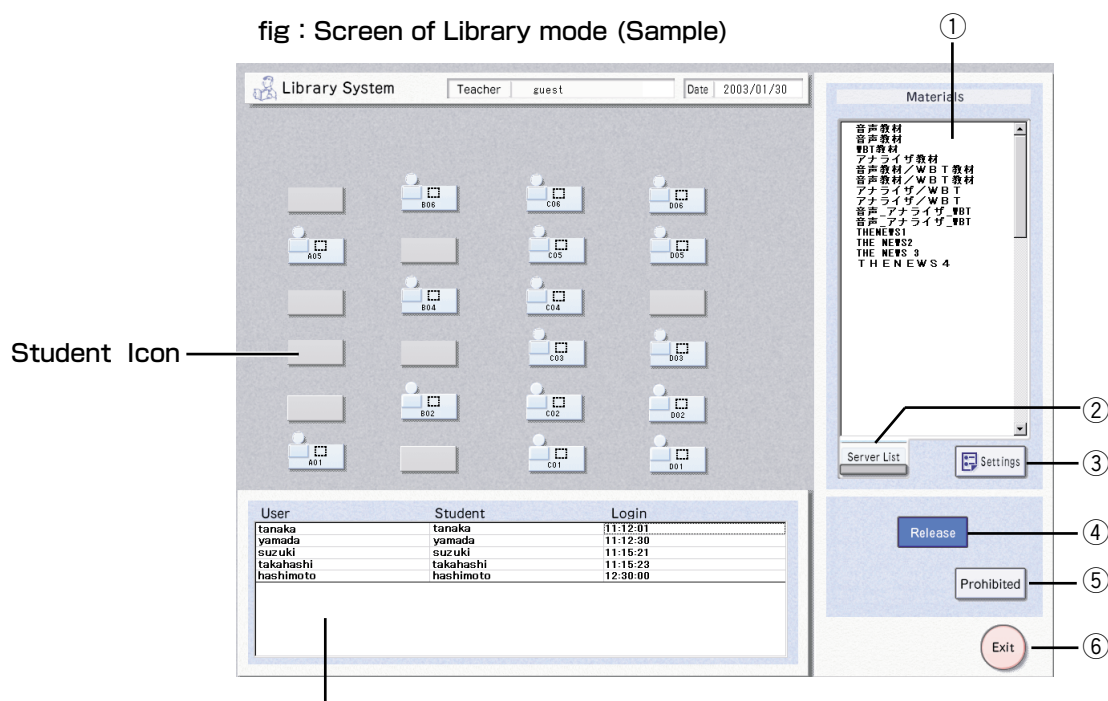 fig : Screen of Library mode (Sample)
①
Library System
Teacher guest
Date 2003/01/30
Materials
音声教材
音声教材
WBT教材
アナライザ教材
音声教材／ＷＢＴ教材
音声教材／ＷＢＴ教材
アナライザ／ＷＢＴ
アナライザ／ＷＢＴ
音声_アナライザ_WBT
音声_アナライザ_WBT
THENEWS1
THE NEWS2
THE NEWS 3
ＴＨＥＮＥＷＳ４
B06 C06 D06
A05 C05 D05
B04 C04
Student Icon
C03 D03
B02 C02 D02
A01 C01 D01
②
Server List
Settings
③
User Student Login
tanaka tanaka 11:12:01
yamada yamada 11:12:30
suzuki suzuki 11:15:21
takahashi takahashi 11:15:23
hashimoto hashimoto 12:30:00
Release
④
Prohibited
⑤
Exit
⑥